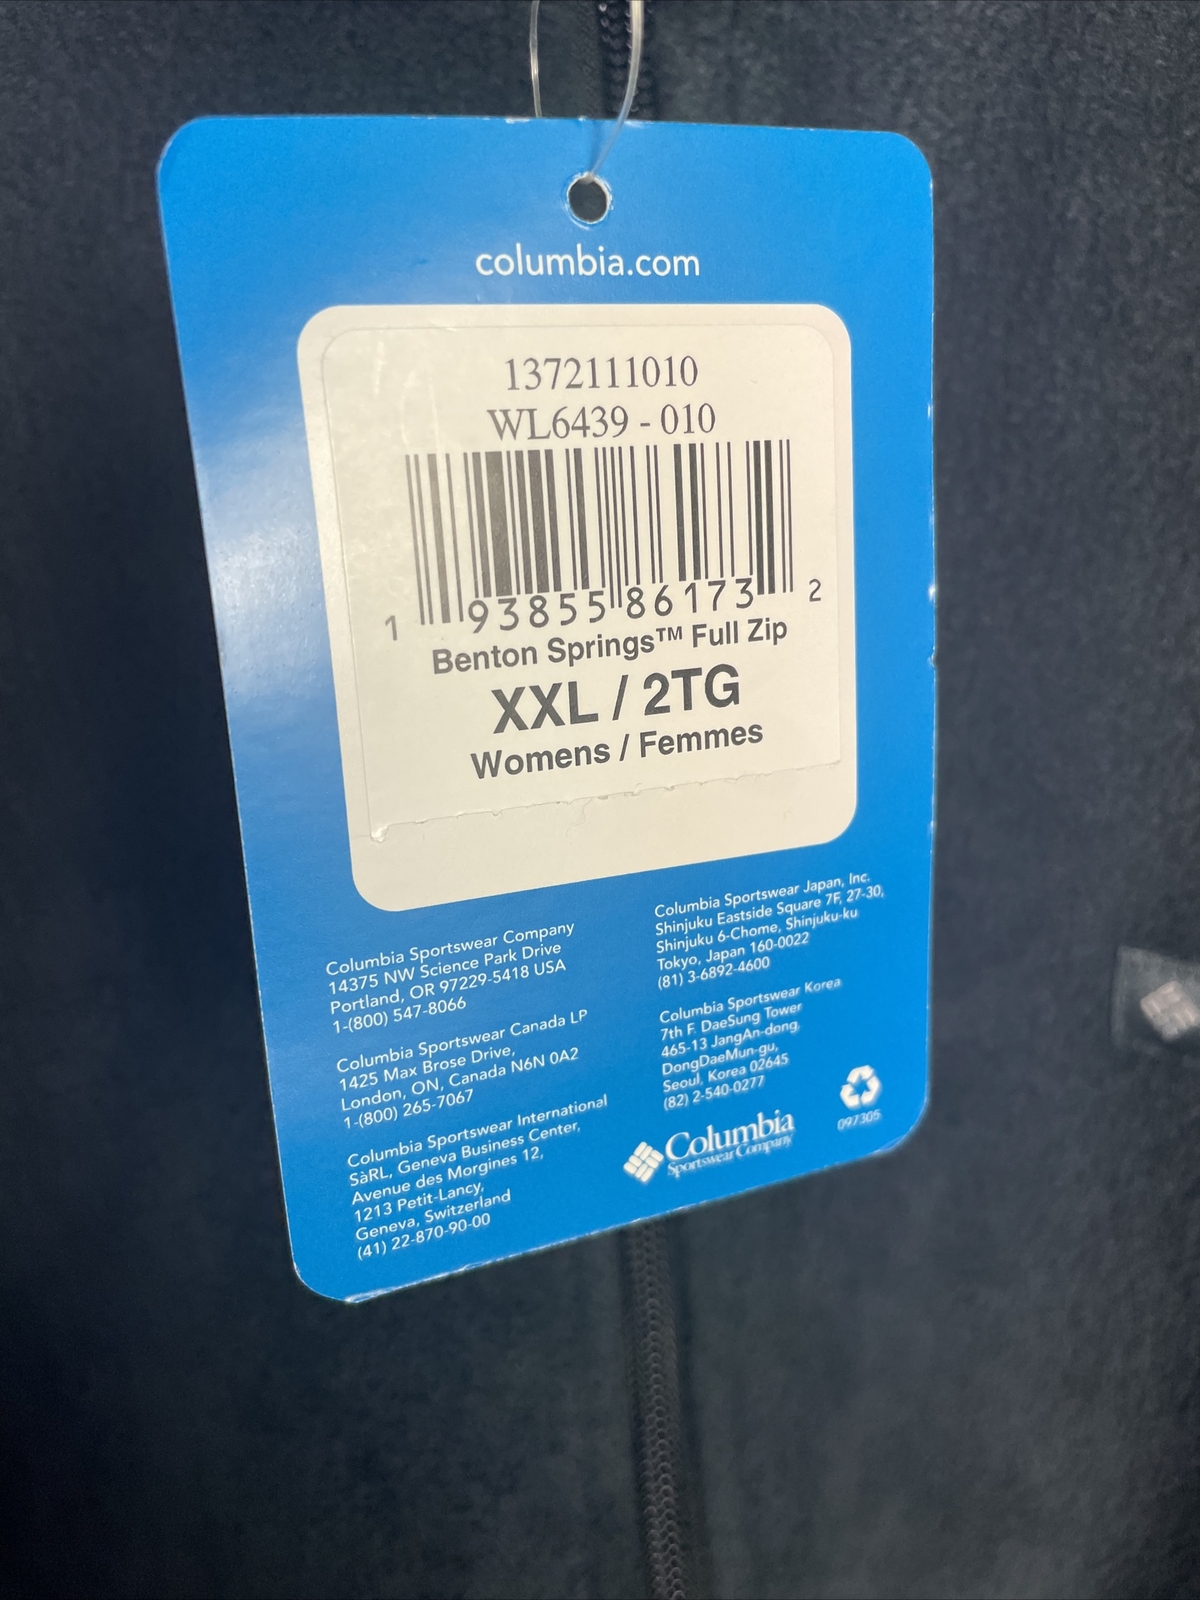 columbia.com
1372111010
WL6439 - 010
1 93855 86173 2
Benton Springs™ Full Zip
XXL / 2TG
Womens / Femmes
Columbia Sportswear Company
14375 NW Science Park Drive
Portland, OR 97229-5418 USA
1-(800) 547-8066
Columbia Sportswear Canada LP
1425 Max Brose Drive,
London, ON, Canada N6N 0A2
1-(800) 265-7067
Columbia Sportswear International
SàRL, Geneva Business Center,
Avenue des Morgines 12,
1213 Petit-Lancy,
Geneva, Switzerland
(41) 22-870-90-00
Columbia Sportswear Japan, Inc.
Shinjuku Eastside Square 7F, 27-30,
Shinjuku 6-Chome, Shinjuku-ku
Tokyo, Japan 160-0022
(81) 3-6892-4600
Columbia Sportswear Korea
7th F. DaeSung Tower
465-13 JangAn-dong,
DongDaeMun-gu,
Seoul, Korea 02645
(82) 2-540-0277
Columbia
Sportswear Company
097305